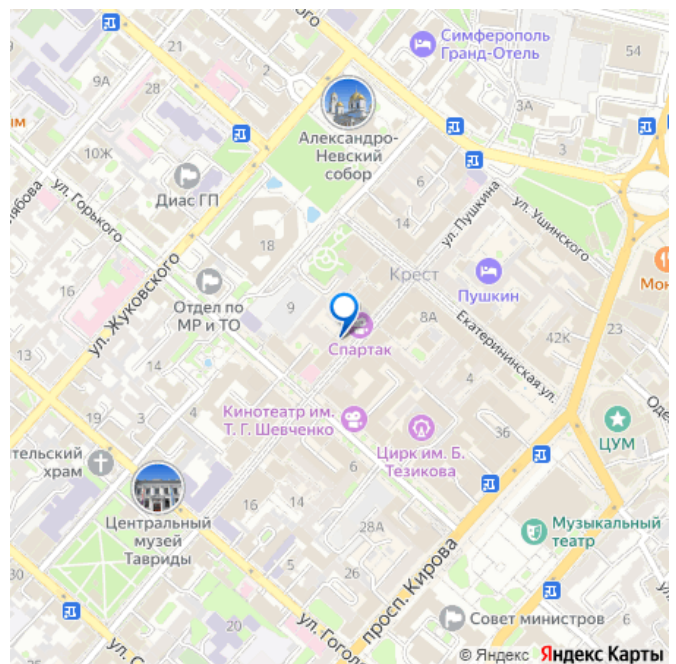 Симферополь
Гранд-Отель
54
21
2
9А
28
3А
ым
10Ж
Александро-
Невский
собор
3
Диас ГП
6
ул. Горького
ул. Пушкина
ул. Ушинского
14
18
Крест
Пушкин
Отдел по
МР и ТО
16
9
ул. Жуковского
8А
Екатерининская ул.
42К
13
23
Спартак
3
14
4
4
19
Кинотеатр им.
Т. Г. Шевченко
Цирк им. Б.
Тезикова
36
ЦУМ
тельский
храм
6
Центральный
музей
Тавриды
16
14
28А
Музыкальный
театр
просп. Кирова
30
5
26
20
ул. Гого
Совет министров
6
ул. С
© Яндекс Яндекс Карты